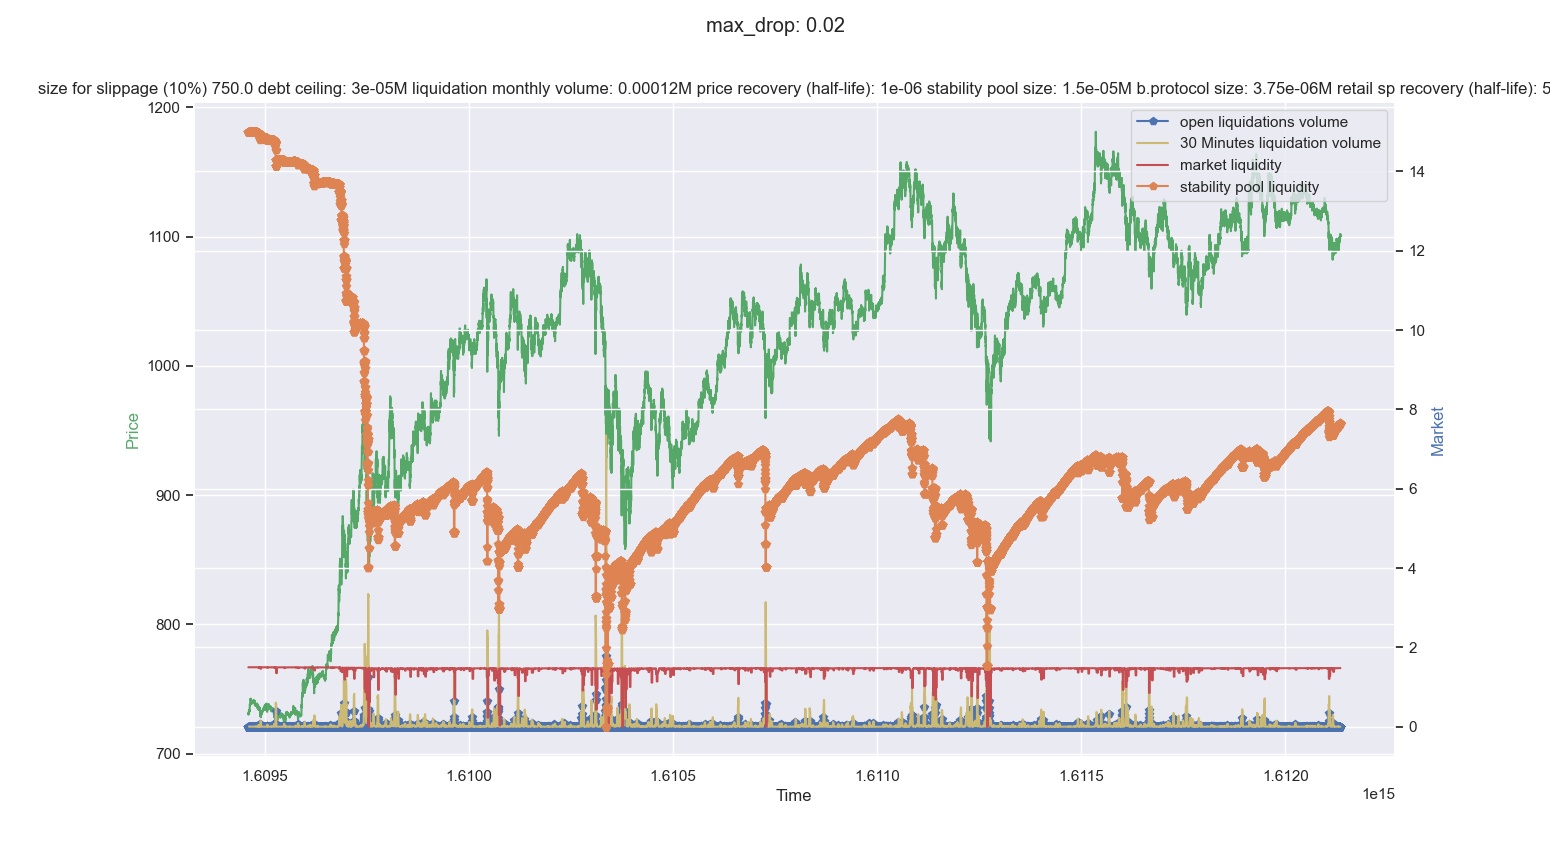 max_drop: 0.02
size for slippage (10%) 750.0 debt ceiling: 3e-05M liquidation monthly volume: 0.00012M price recovery (half-life): 1e-06 stability pool size: 1.5e-05M b.protocol size: 3.75e-06M retail sp recovery (half-life): 5
1200
1100
1000
900
800
700
Price
open liquidations volume
30 Minutes liquidation volume
market liquidity
stability pool liquidity
14
12
10
8
6
4
2
0
Market
1.6095 1.6100 1.6105 1.6110 1.6115 1.6120
1e15
Time